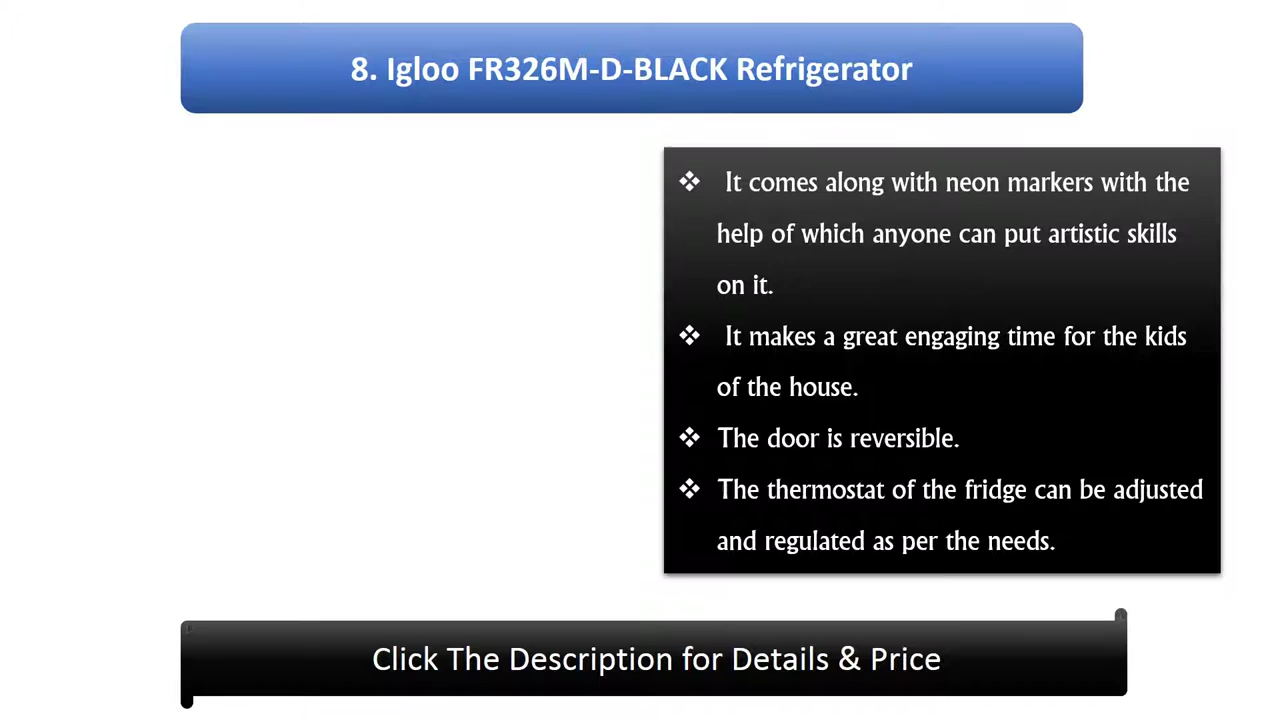 8. Igloo FR326M-D-BLACK Refrigerator
❖ It comes along with neon markers with the
help of which anyone can put artistic skills
on it.
❖ It makes a great engaging time for the kids
of the house.
❖ The door is reversible.
❖ The thermostat of the fridge can be adjusted
and regulated as per the needs.
Click The Description for Details & Price